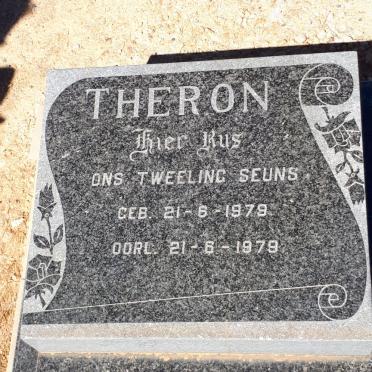 THERON
Hier Rus
ONS TWEELING SEUNS
GEB. 21-6-1979
OORL. 21-6-1979